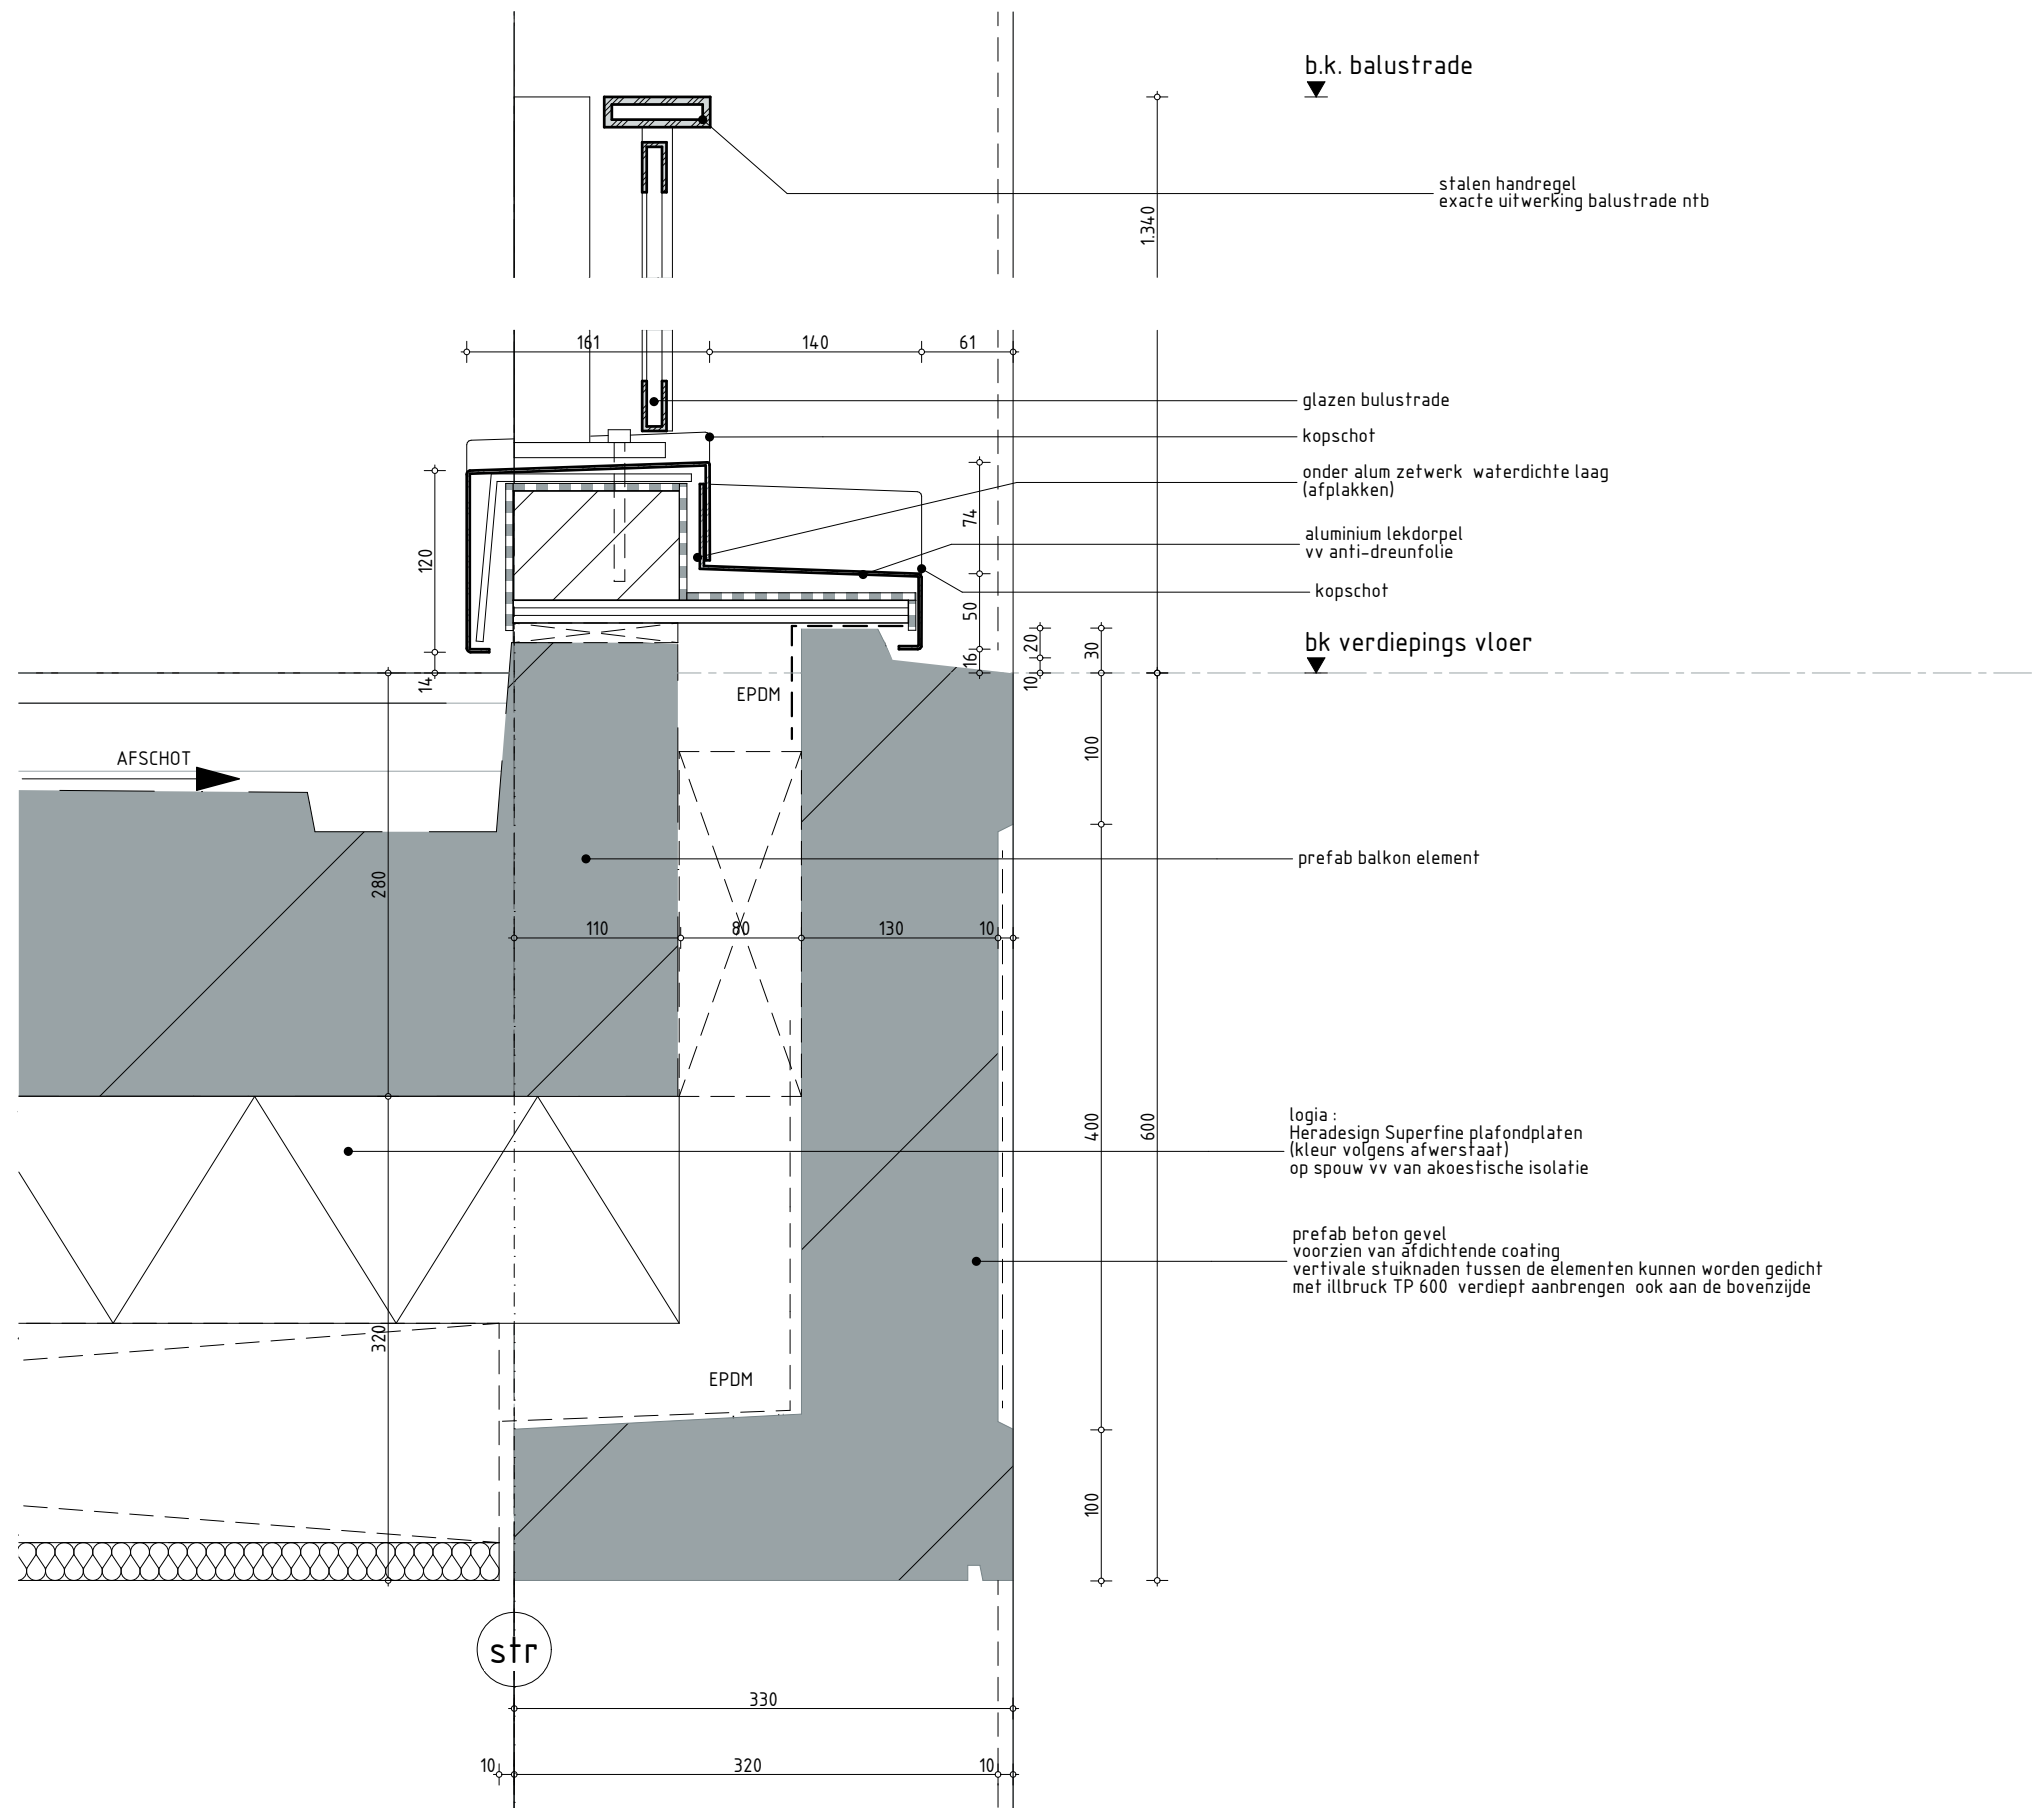 b.k. balustrade
stalen handregel
exacte uitwerking balustrade ntb
1.340
161
140
61
glazen bulustrade
kopschot
onder alum zetwerk waterdichte laag
(afplakken)
aluminium lekdorpel
vv anti-dreunfolie
kopschot
120
74
50
16
14
20
10
30
bk verdiepings vloer
EPDM
AFSCHOT
100
280
prefab balkon element
110
80
130
10
400
600
logia :
Heradesign Superfine plafondplaten
(kleur volgens afwerstaat)
op spouw vv van akoestische isolatie
prefab beton gevel
voorzien van afdichtende coating
vertivale stuiknaden tussen de elementen kunnen worden gedicht
met illbruck TP 600 verdiept aanbrengen ook aan de bovenzijde
320
EPDM
100
str
330
10
320
10